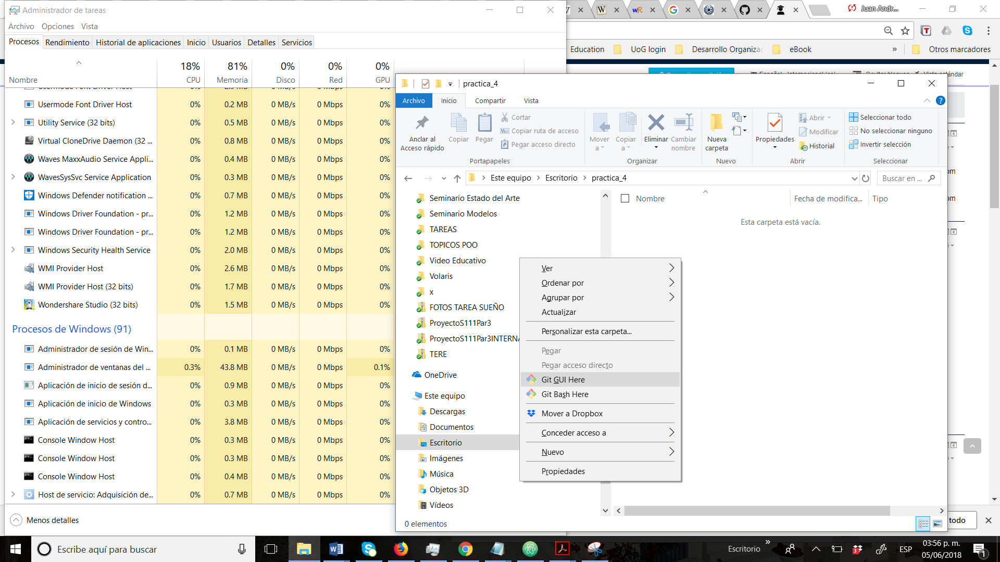 Administrador de tareas
Archivo Opciones Vista
Procesos Rendimiento Historial de aplicaciones Inicio Usuarios Detalles Servicios
18% 81% 0% 0% 0%
Nombre CPU Memoria Disco Red GPU
Usermode Font Driver Host 0% 0.2 MB 0 MB/s 0 Mbps 0%
Utility Service (32 bits) 0% 0.5 MB 0 MB/s 0 Mbps 0%
Virtual CloneDrive Daemon (32 ... 0% 0.8 MB 0 MB/s 0 Mbps 0%
Waves MaxxAudio Service Appli... 0% 0.4 MB 0 MB/s 0 Mbps 0%
WavesSysSvc Service Application 0% 0.3 MB 0 MB/s 0 Mbps 0%
Windows Defender notification ... 0% 0.7 MB 0 MB/s 0 Mbps 0%
Windows Driver Foundation - pr... 0% 1.2 MB 0 MB/s 0 Mbps 0%
Windows Driver Foundation - pr... 0% 1.2 MB 0 MB/s 0 Mbps 0%
Windows Security Health Service 0% 2.0 MB 0 MB/s 0 Mbps 0%
WMI Provider Host 0% 2.6 MB 0 MB/s 0 Mbps 0%
WMI Provider Host (32 bits) 0% 1.7 MB 0 MB/s 0 Mbps 0%
Wondershare Studio (32 bits) 0% 1.5 MB 0 MB/s 0 Mbps 0%
Procesos de Windows (91)
Administrador de sesión de Win... 0% 0.1 MB 0 MB/s 0 Mbps 0%
Administrador de ventanas del ... 0.3% 43.8 MB 0 MB/s 0 Mbps 0.1%
Aplicación de inicio de sesión d... 0% 0.9 MB 0 MB/s 0 Mbps 0%
Aplicación de inicio de Windows 0% 0.3 MB 0 MB/s 0 Mbps 0%
Aplicación de servicios y contro... 0% 3.8 MB 0 MB/s 0 Mbps 0%
Console Window Host 0% 0.3 MB 0 MB/s 0 Mbps 0%
Console Window Host 0% 0.3 MB 0 MB/s 0 Mbps 0%
Console Window Host 0% 0.4 MB 0 MB/s 0 Mbps 0%
Host de servicio: Adquisición de... 0% 0.7 MB 0 MB/s 0 Mbps 0%
Menos detalles
Juan Andr...
Education UoG login Desarrollo Organizac eBook » Otros marcadores
practica_4
Archivo Inicio Compartir Vista
Anclar al
Acceso rápido
Copiar
Pegar
Cortar
Copiar ruta de acceso
Pegar acceso directo
Portapapeles
Mover
a
Copiar
a
Eliminar
Cambiar
nombre
Organizar
Nueva
carpeta
Nuevo
Propiedades
Abrir
Modificar
Historial
Abrir
Seleccionar todo
No seleccionar ninguno
Invertir selección
Seleccionar
Este equipo Escritorio practica_4
Buscar en ...
Seminario Estado del Arte
Seminario Modelos
TAREAS
TOPICOS POO
Video Educativo
Volaris
x
FOTOS TAREA SUEÑO
ProyectoS111Par3
ProyectoS111Par3INTERNA
TERE
OneDrive
Este equipo
Descargas
Documentos
Escritorio
Imágenes
Música
Objetos 3D
Vídeos
Nombre Fecha de modifica... Tipo
Esta carpeta está vacía.
Ver
Ordenar por
Agrupar por
Actualizar
Personalizar esta carpeta...
Pegar
Pegar acceso directo
Git GUI Here
Git Bash Here
Mover a Dropbox
Conceder acceso a
Nuevo
Propiedades
0 elementos
om
om
todo
Escribe aquí para buscar
Escritorio »
ESP
03:56 p. m.
05/06/2018
1